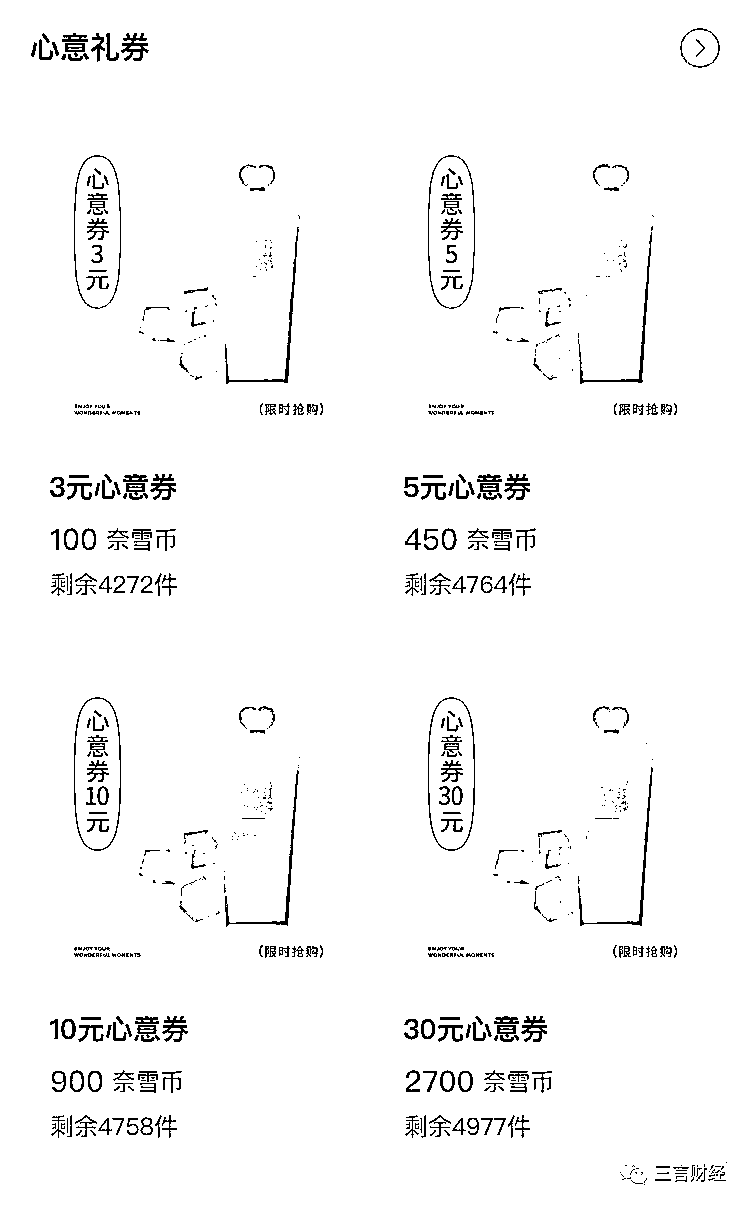 心意礼券
心意券3元
ENJOY YOUR
WONDERFUL MOMENTS
(限时抢购)
3元心意券
100 奈雪币
剩余4272件
心意券5元
ENJOY YOUR
WONDERFUL MOMENTS
(限时抢购)
5元心意券
450 奈雪币
剩余4764件
心意券10元
ENJOY YOUR
WONDERFUL MOMENTS
(限时抢购)
10元心意券
900 奈雪币
剩余4758件
心意券30元
ENJOY YOUR
WONDERFUL MOMENTS
(限时抢购)
30元心意券
2700 奈雪币
剩余4977件
三言财经